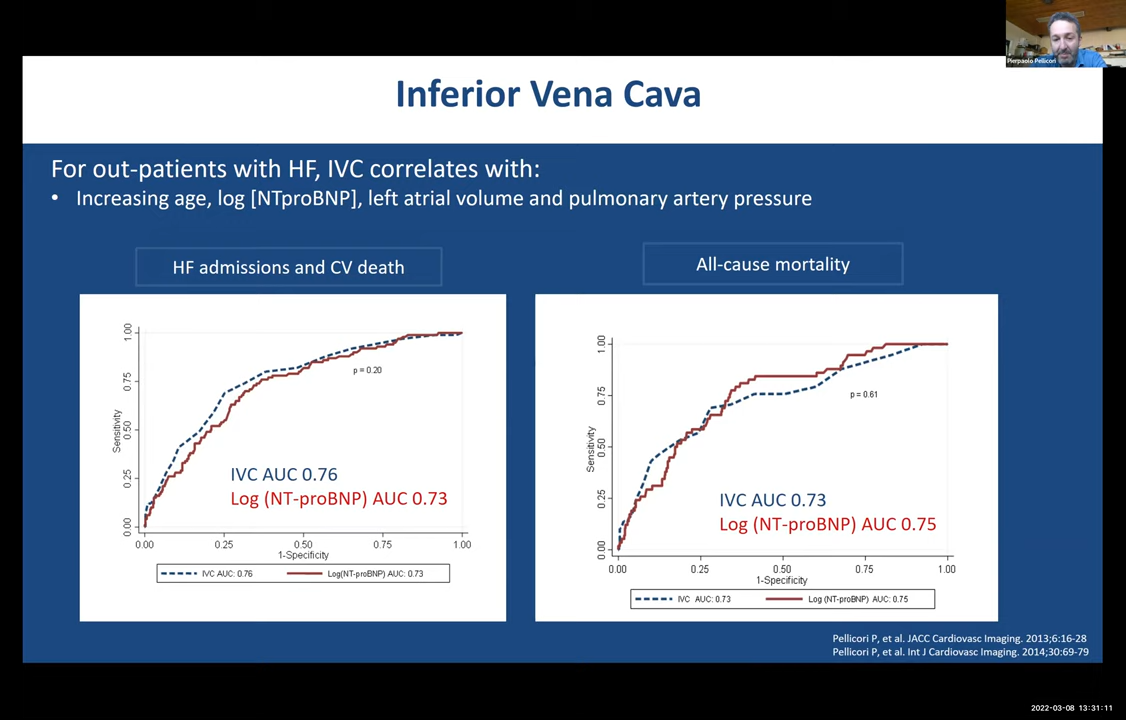 Pierpaolo Pellicori
Inferior Vena Cava
For out-patients with HF, IVC correlates with:
• Increasing age, log [NTproBNP], left atrial volume and pulmonary artery pressure
HF admissions and CV death
All-cause mortality
1.00
0.75
0.50
0.25
0.00
Sensitivity
p = 0.20
IVC AUC 0.76
Log (NT-proBNP) AUC 0.73
0.00 0.25 0.50 0.75 1.00
1-Specificity
IVC AUC: 0.76 Log(NT-proBNP) AUC: 0.73
1.00
0.75
0.50
0.25
0.00
Sensitivity
p = 0.61
IVC AUC 0.73
Log (NT-proBNP) AUC 0.75
0.00 0.25 0.50 0.75 1.00
1-Specificity
IVC AUC: 0.73 Log (NT-proBNP) AUC: 0.75
Pellicori P, et al. JACC Cardiovasc Imaging. 2013;6:16-28
Pellicori P, et al. Int J Cardiovasc Imaging. 2014;30:69-79
2022-03-08 13:31:11